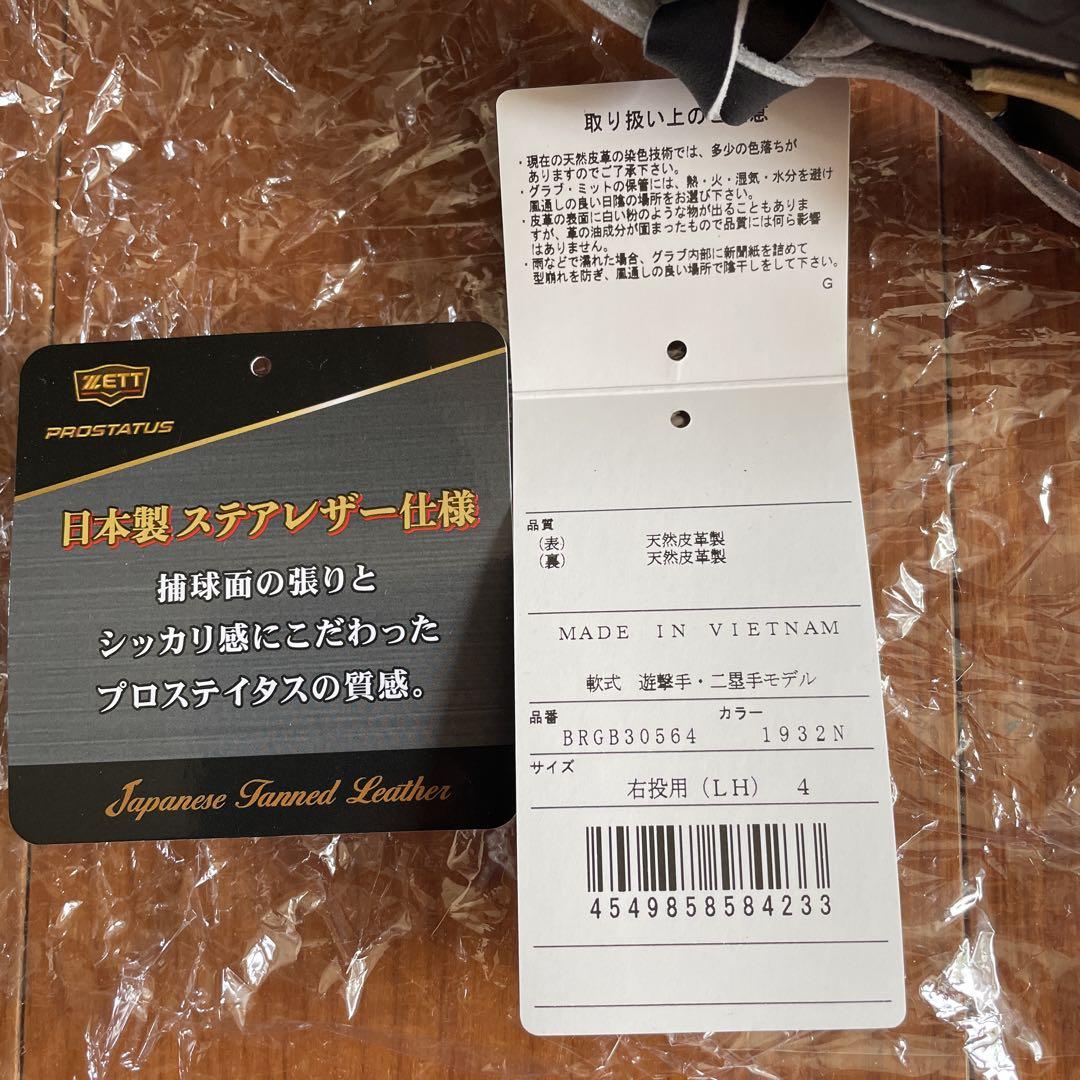 取り扱い上の
・現在の天然皮革の染色技術では、多少の色落ちが
ありますのでご了承下さい。
・グラブ・ミットの保管には、熱・火・湿気・水分を避け
風通しの良い日陰の場所をお選び下さい。
・皮革の表面に白い粉のような物が出ることもありま
すが、革の油成分が固まったもので品質には何ら影響
はありません。
・雨などで濡れた場合、グラブ内部に新聞紙を詰めて
型崩れを防ぎ、風通しの良い場所で陰干しをして下さい。
G
ZETT
PROSTATUS
日本製 ステアレザー仕様
捕球面の張りと
シッカリ感にこだわった
プロステイタスの質感。
Japanese Tanned Leather
品質
(表) 天然皮革製
(裏) 天然皮革製
MADE IN VIETNAM
軟式 遊撃手・二塁手モデル
品番 カラー
BRGB30564 1932N
サイズ
右投用(LH) 4
4549858584233